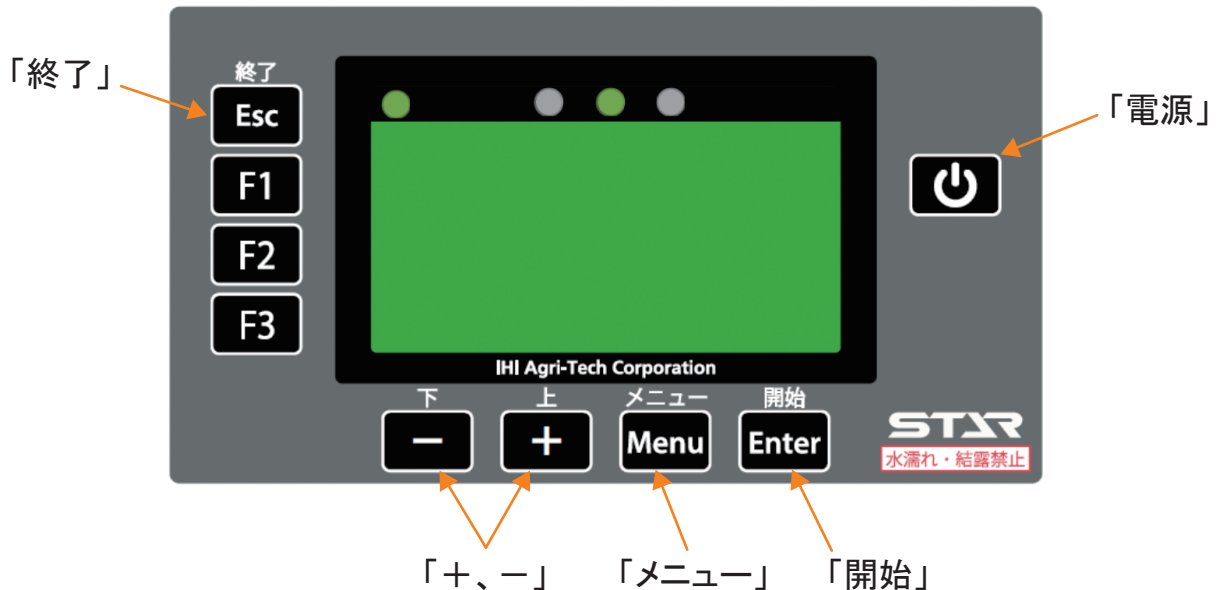 「終了」
終了
Esc
F1
F2
F3
「電源」
IHI Agri-Tech Corporation
下 上 メニュー 開始
− + Menu Enter
STAR
水濡れ・結露禁止
「＋、－」 「メニュー」 「開始」